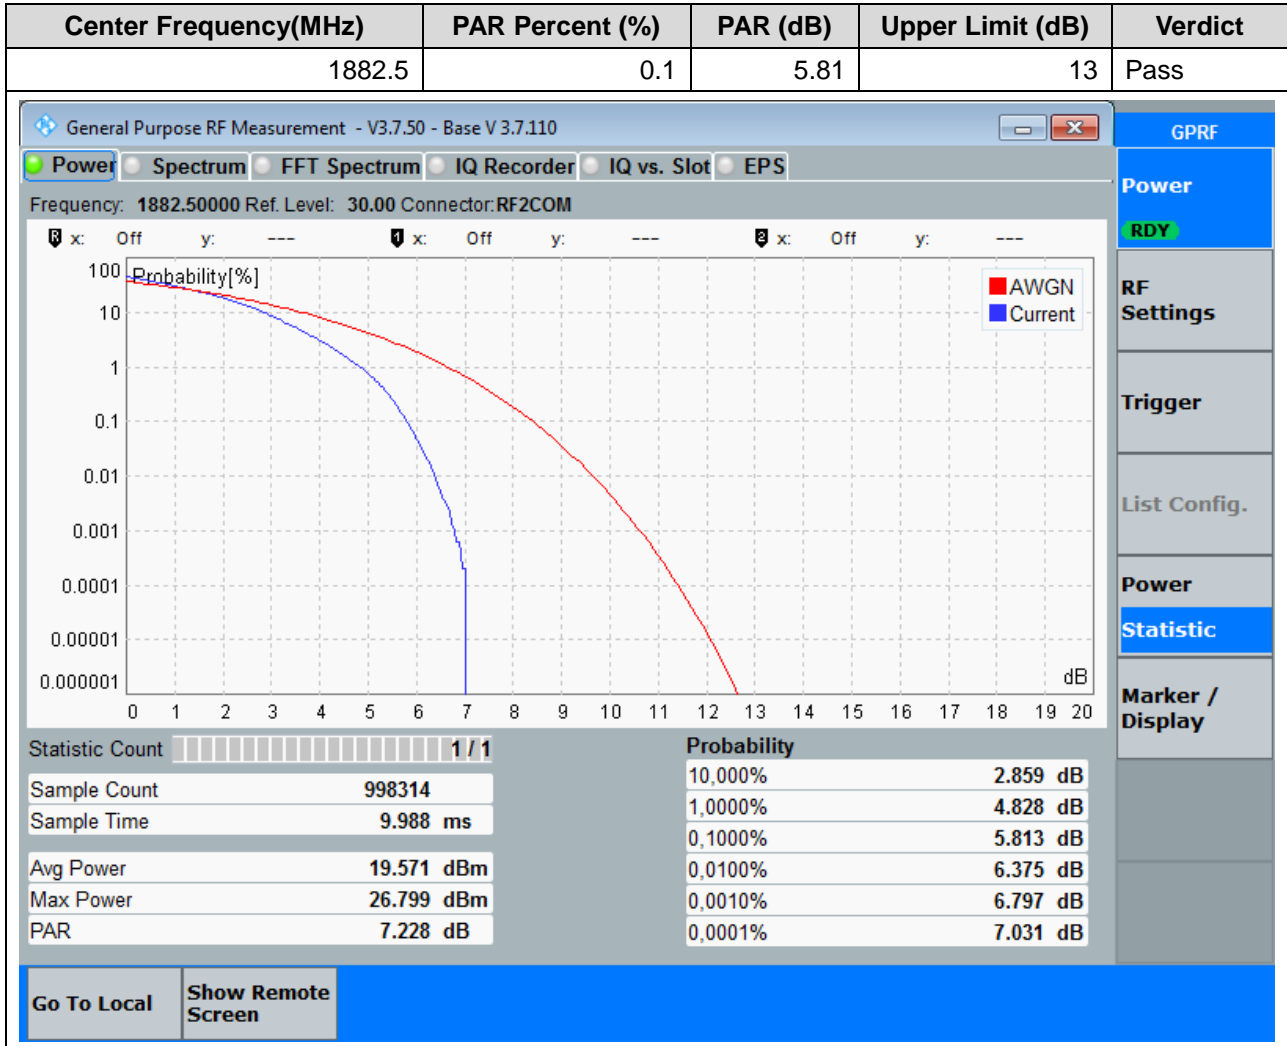 Center Frequency(MHz) PAR Percent (%) PAR (dB) Upper Limit (dB) Verdict
1882.5 0.1 5.81 13 Pass
General Purpose RF Measurement - V3.7.50 - Base V 3.7.110
GPRF
Power Spectrum FFT Spectrum IQ Recorder IQ vs. Slot EPS
Frequency: 1882.50000 Ref. Level: 30.00 Connector:RF2COM
R x: Off y: --- 1 x: Off y: --- 2 x: Off y: ---
Probability[%]
100
10
1
0.1
0.01
0.001
0.0001
0.00001
0.000001
AWGN
Current
dB
0 1 2 3 4 5 6 7 8 9 10 11 12 13 14 15 16 17 18 19 20
Statistic Count 1 / 1
Sample Count 998314
Sample Time 9.988 ms
Avg Power 19.571 dBm
Max Power 26.799 dBm
PAR 7.228 dB
Probability
10,000% 2.859 dB
1,0000% 4.828 dB
0,1000% 5.813 dB
0,0100% 6.375 dB
0,0010% 6.797 dB
0,0001% 7.031 dB
Power
RDY
RF
Settings
Trigger
List Config.
Power
Statistic
Marker /
Display
Go To Local
Show Remote
Screen